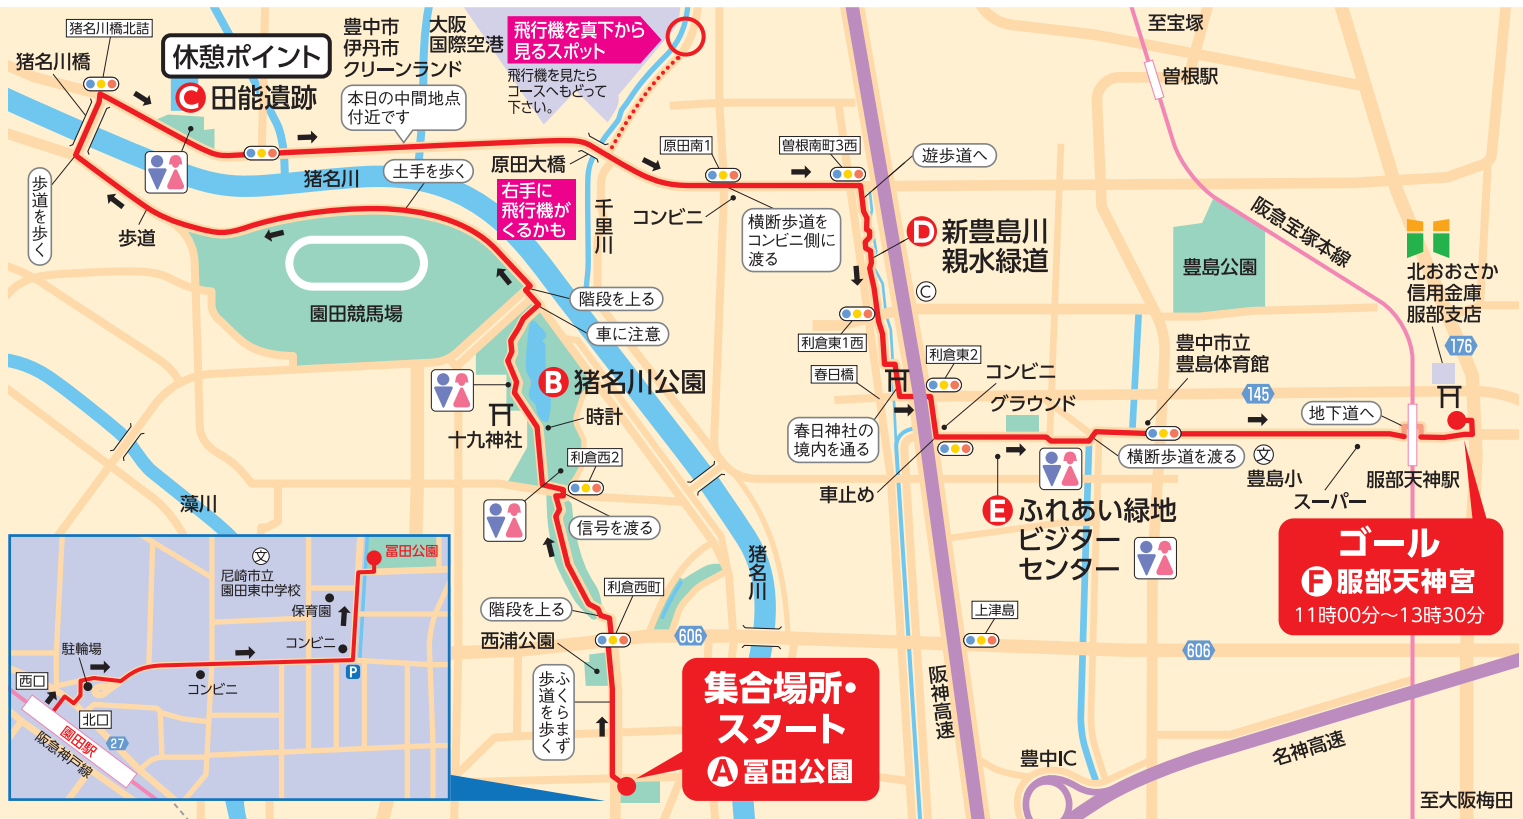 猪名川橋北詰
猪名川橋
休憩ポイント
C 田能遺跡
豊中市
伊丹市
クリーンランド
大阪
国際空港
飛行機を真下から
見るスポット
飛行機を見たら
コースへもどって
下さい。
本日の中間地点
付近です
歩道を歩く
歩道
猪名川
土手を歩く
原田大橋
右手に
飛行機が
くるかも
千里川
原田南1
コンビニ
曽根南町3西
横断歩道を
コンビニ側に
渡る
遊歩道へ
D 新豊島川
親水緑道
至宝塚
曽根駅
阪急宝塚本線
豊島公園
北おおさか
信用金庫
服部支店
176
園田競馬場
階段を上る
車に注意
B 猪名川公園
時計
十九神社
利倉西2
信号を渡る
藻川
利倉東1西
春日橋
利倉東2
コンビニ
グラウンド
春日神社の
境内を通る
車止め
豊中市立
豊島体育館
145
地下道へ
横断歩道を渡る
文
豊島小
スーパー
服部天神駅
E ふれあい緑地
ビジター
センター
ゴール
F 服部天神宮
11時00分〜13時30分
猪名川
利倉西町
階段を上る
西浦公園
606
上津島
606
ふくらまず
歩道を歩く
集合場所・
スタート
A 冨田公園
阪神高速
豊中IC
名神高速
至大阪梅田
冨田公園
文
尼崎市立
園田東中学校
保育園
コンビニ
P
駐輪場
コンビニ
西口
北口
園田駅
27
阪急神戸線
C